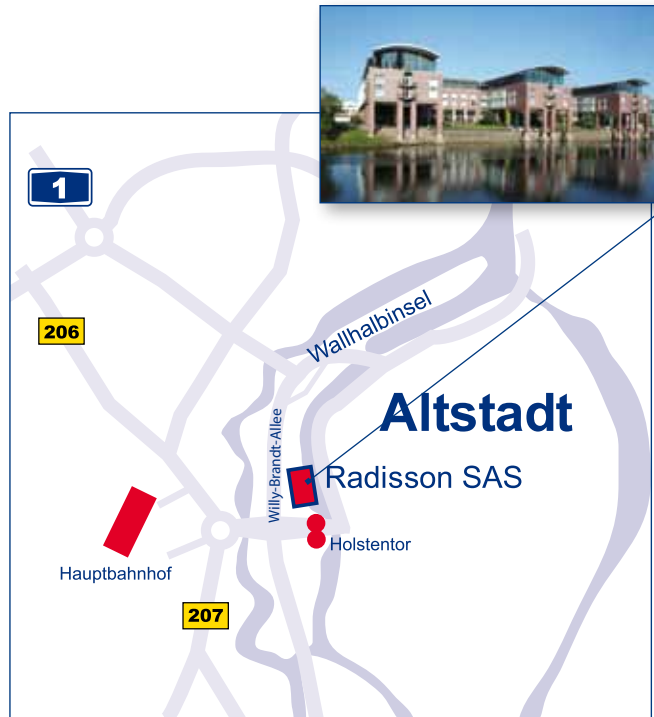 1
206
Wallhalbinsel
Altstadt
Willy-Brandt-Allee
Radisson SAS
Holstentor
Hauptbahnhof
207